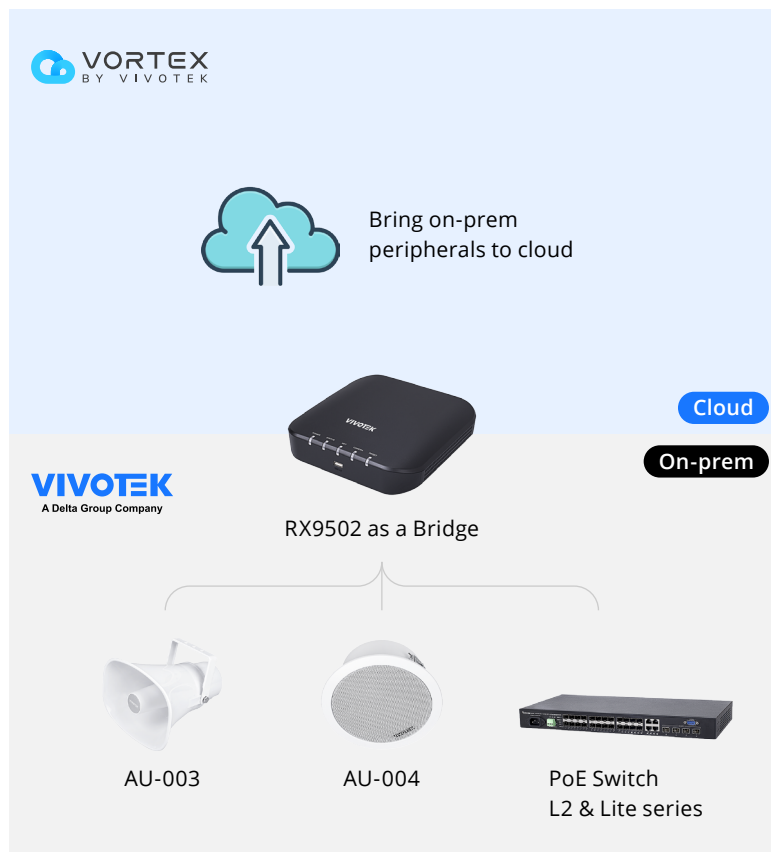 VORTEX
BY VIVOTEK
Bring on-prem
peripherals to cloud
VIVOTEK
Cloud
On-prem
VIVOTEK
A Delta Group Company
RX9502 as a Bridge
AU-003
AU-004
PoE Switch
L2 & Lite series